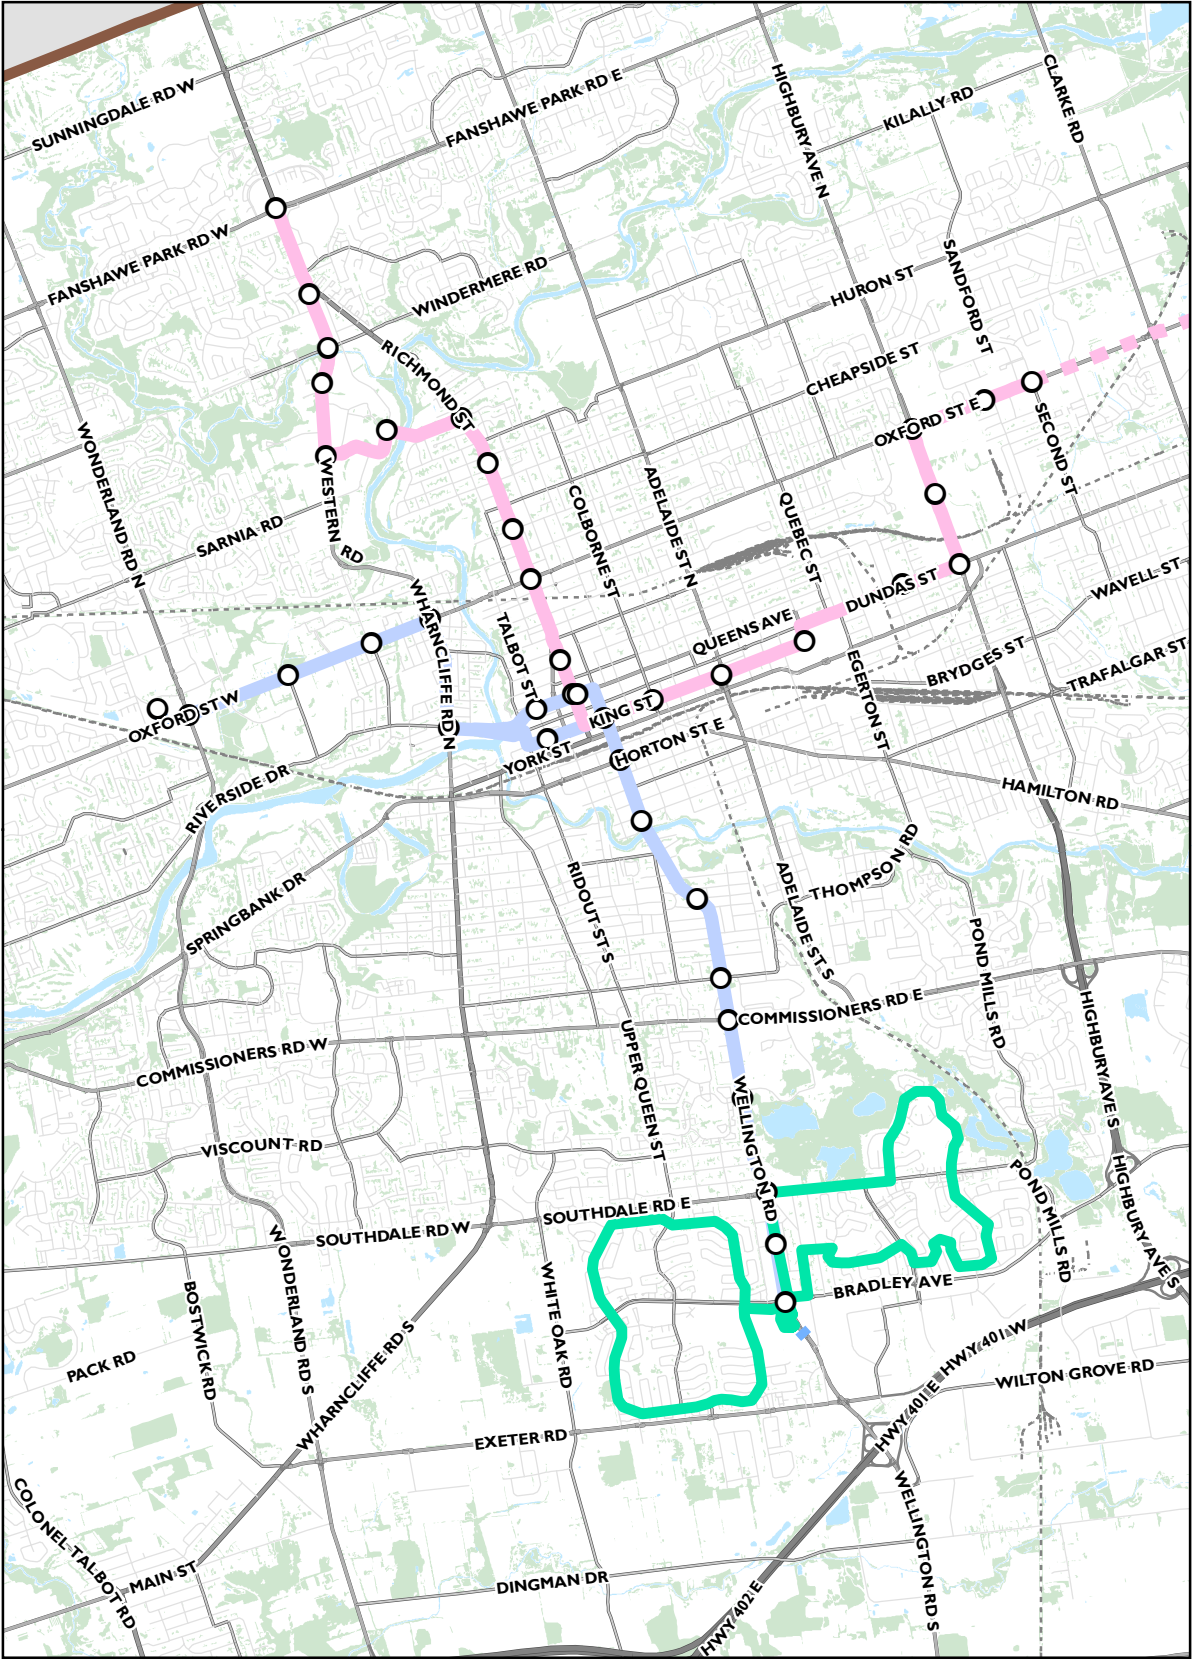 SUNNINGDALE RD W
FANSHAWE PARK RD E
HIGHBURY AVE N
KILALLY RD
CLARKE RD
FANSHAWE PARK RD W
WINDERMERE RD
HURON ST
SANDFORD ST
RICHMOND ST
CHEAPSIDE ST
OXFORD ST E
SECOND ST
WONDERLAND RD N
WESTERN RD
SARNIA RD
COLBORNE ST
ADELAIDE ST N
QUEBEC ST
DUNDAS ST
WAVELL ST
WHARNCLIFFE RD N
TALBOT ST
QUEENS AVE
EGERTON ST
BRYDGES ST
TRAFALGAR ST
OXFORD ST W
KING ST
YORK ST
HORTON ST E
RIVERSIDE DR
HAMILTON RD
SPRINGBANK DR
RIDOUT ST S
ADELAIDE ST S
THOMPSON RD
POND MILLS RD
COMMISSIONERS RD E
HIGHBURY AVE S
COMMISSIONERS RD W
UPPER QUEEN ST
WELLINGTON RD
VISCOUNT RD
POND MILLS RD
HIGHBURY AVE S
SOUTHDALE RD E
SOUTHDALE RD W
WONDERLAND RD S
BOSTWICK RD
WHITE OAK RD
BRADLEY AVE
PACK RD
WHARNCLIFFE RD S
HWY 401 W
HWY 401 E
WILTON GROVE RD
EXETER RD
COLONEL TALBOT RD
MAIN ST
DINGMAN DR
HWY 402 E
WELLINGTON RD S